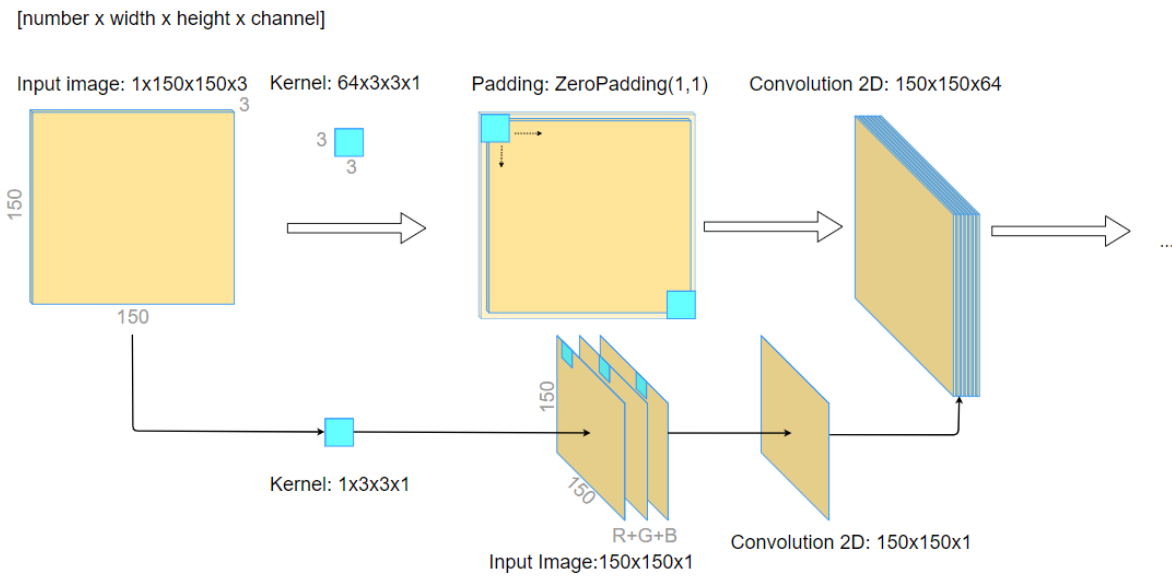 [number x width x height x channel]
Input image: 1x150x150x3
Kernel: 64x3x3x1
Padding: ZeroPadding(1,1)
Convolution 2D: 150x150x64
3
3
3
150
150
...
150
150
R+G+B
Kernel: 1x3x3x1
Input Image:150x150x1
Convolution 2D: 150x150x1